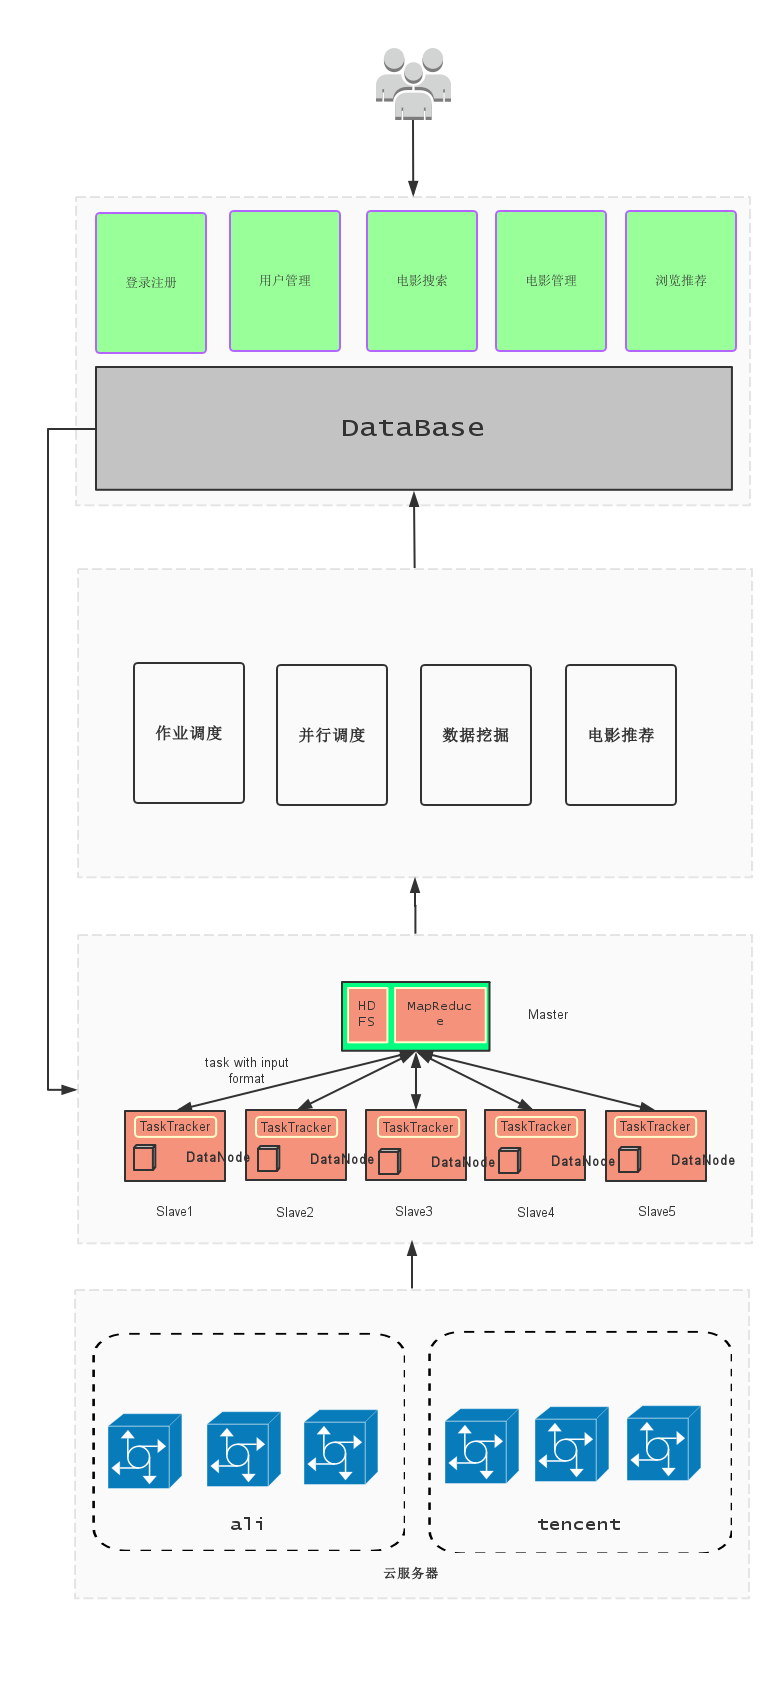 登录注册
用户管理
电影搜索
电影管理
浏览推荐
DataBase
作业调度
并行调度
数据挖掘
电影推荐
HD
FS
MapReduc
e
Master
task with input
format
TaskTracker
TaskTracker
TaskTracker
TaskTracker
TaskTracker
DataNode
DataNode
DataNode
DataNode
DataNode
Slave1
Slave2
Slave3
Slave4
Slave5
ali
tencent
云服务器